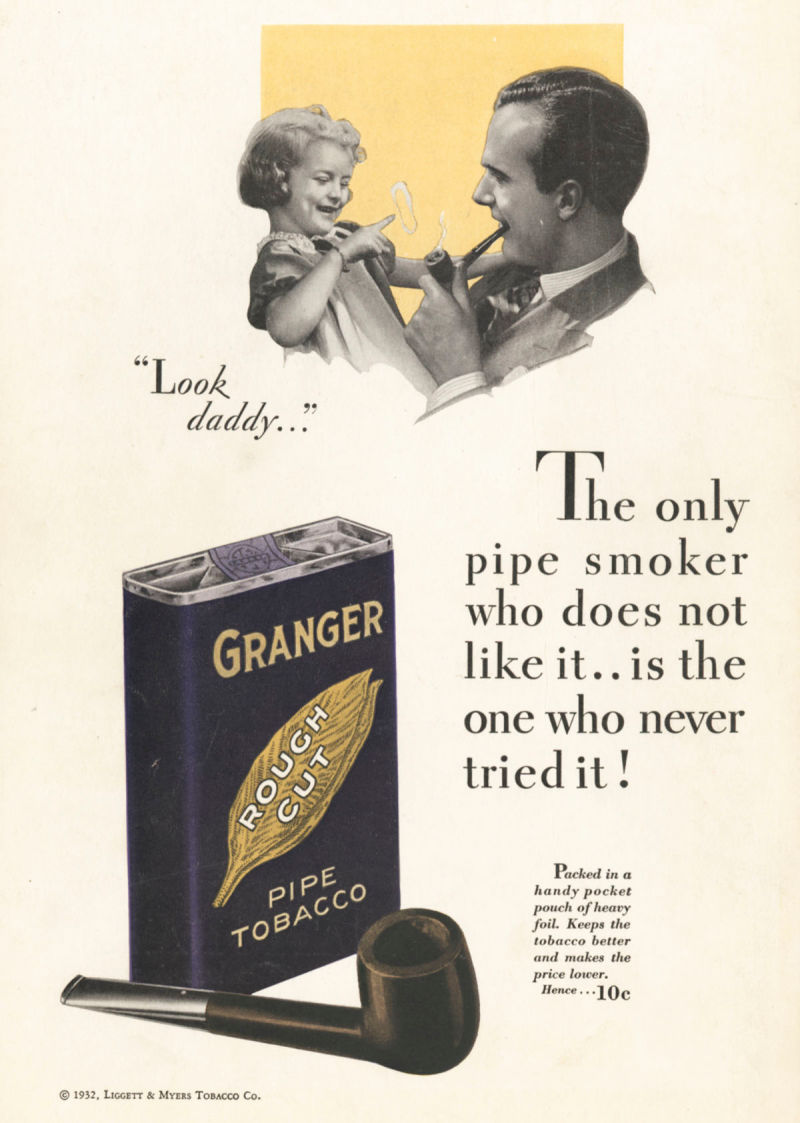 “Look
daddy...”
The only
pipe smoker
who does not
like it..is the
one who never
tried it!
GRANGER
ROUGH
CUT
PIPE
TOBACCO
Packed in a
handy pocket
pouch of heavy
foil. Keeps the
tobacco better
and makes the
price lower.
Hence...10c
© 1932, LIGGETT & MYERS TOBACCO CO.